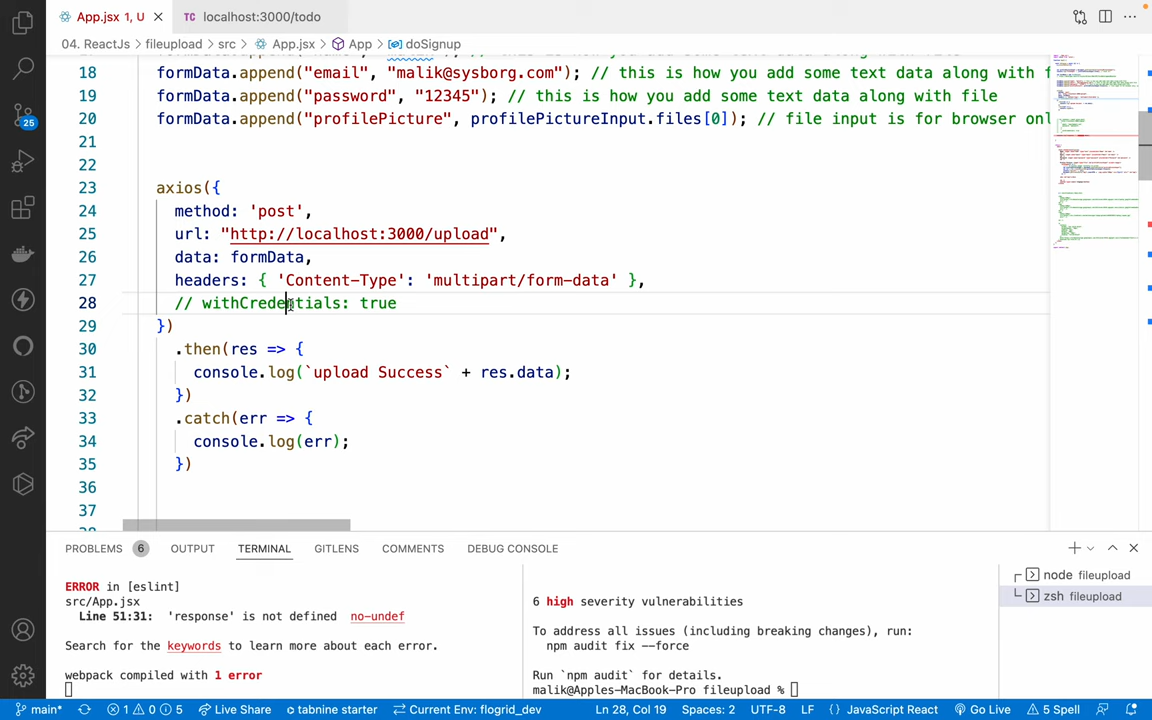 App.jsx 1, U
TC localhost:3000/todo
04. ReactJs > fileupload > src > App.jsx > App > doSignup
18 formData.append("email", "malik@sysborg.com"); // this is how you add some text data along with f
19 formData.append("password", "12345"); // this is how you add some text data along with file
20 formData.append("profilePicture", profilePictureInput.files[0]); // file input is for browser onl
21
22
23 axios({
24 method: 'post',
25 url: "http://localhost:3000/upload",
26 data: formData,
27 headers: { 'Content-Type': 'multipart/form-data' },
28 // withCredentials: true
29 })
30 .then(res => {
31 console.log(`upload Success` + res.data);
32 })
33 .catch(err => {
34 console.log(err);
35 })
36
37
25
PROBLEMS 6 OUTPUT TERMINAL GITLENS COMMENTS DEBUG CONSOLE
ERROR in [eslint]
src/App.jsx
Line 51:31: 'response' is not defined no-undef
Search for the keywords to learn more about each error.
webpack compiled with 1 error
6 high severity vulnerabilities
To address all issues (including breaking changes), run:
npm audit fix --force
Run `npm audit` for details.
malik@Apples-MacBook-Pro fileupload %
node fileupload
zsh fileupload
main* 1 0 5 Live Share tabnine starter Current Env: flogrid_dev Ln 28, Col 19 Spaces: 2 UTF-8 LF {} JavaScript React Go Live 5 Spell